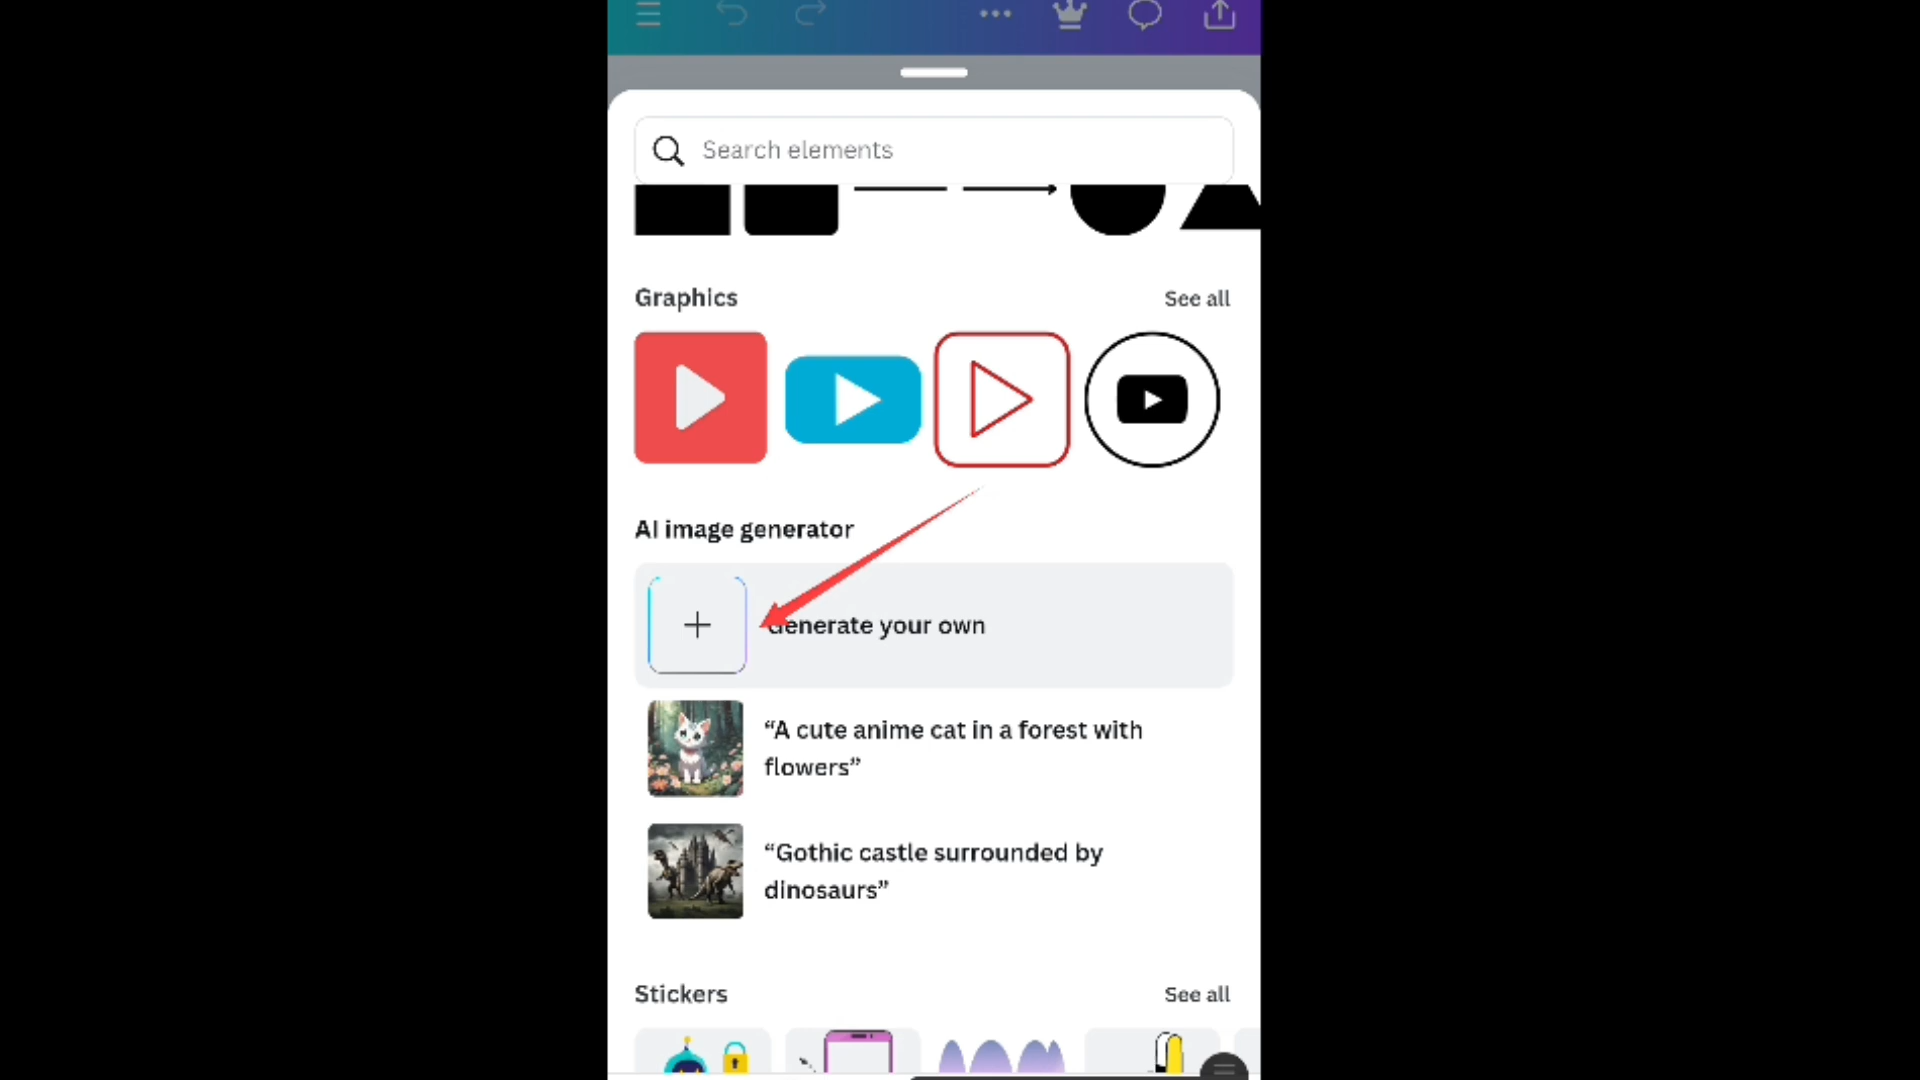 Search elements
Graphics
See all
AI image generator
Generate your own
“A cute anime cat in a forest with
flowers”
“Gothic castle surrounded by
dinosaurs”
Stickers
See all